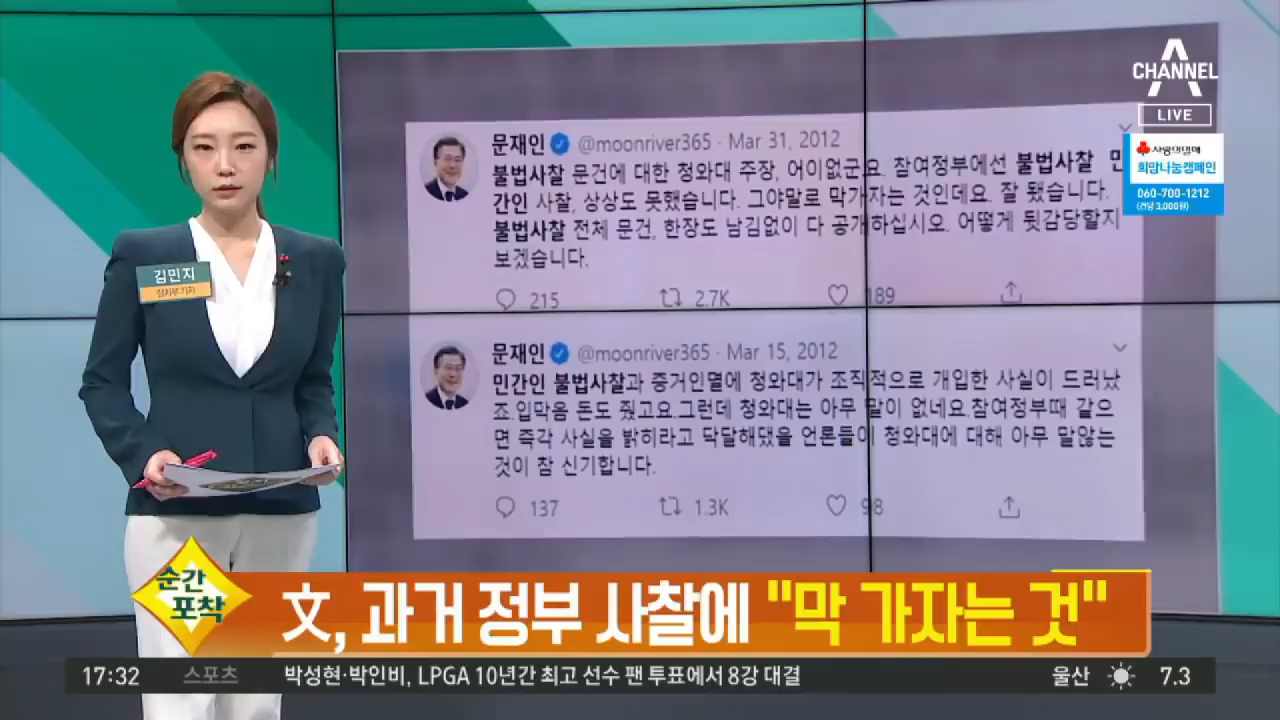 CHANNEL A
LIVE
사랑의열매
희망나눔캠페인
060-700-1212
(건당 3,000원)
문재인 @moonriver365 · Mar 31, 2012
불법사찰 문건에 대한 청와대 주장, 어이없군요. 참여정부에선 불법사찰 민
간인 사찰, 상상도 못했습니다. 그야말로 막가자는 것인데요. 잘 됐습니다.
불법사찰 전체 문건, 한장도 남김없이 다 공개하십시오. 어떻게 뒷감당할지
보겠습니다.
215 2.7K 189
문재인 @moonriver365 · Mar 15, 2012
민간인 불법사찰과 증거인멸에 청와대가 조직적으로 개입한 사실이 드러났
죠.입막음 돈도 줬고요.그런데 청와대는 아무 말이 없네요.참여정부때 같으
면 즉각 사실을 밝히라고 닥달해댔을 언론들이 청와대에 대해 아무 말않는
것이 참 신기합니다.
137 1.3K 98
김민지
정치부 기자
순간
포착
文, 과거 정부 사찰에 "막 가자는 것"
17:32 스포츠 박성현·박인비, LPGA 10년간 최고 선수 팬 투표에서 8강 대결 울산 7.3